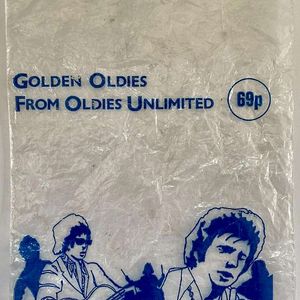 GOLDEN OLDIES
FROM OLDIES UNLIMITED 69p